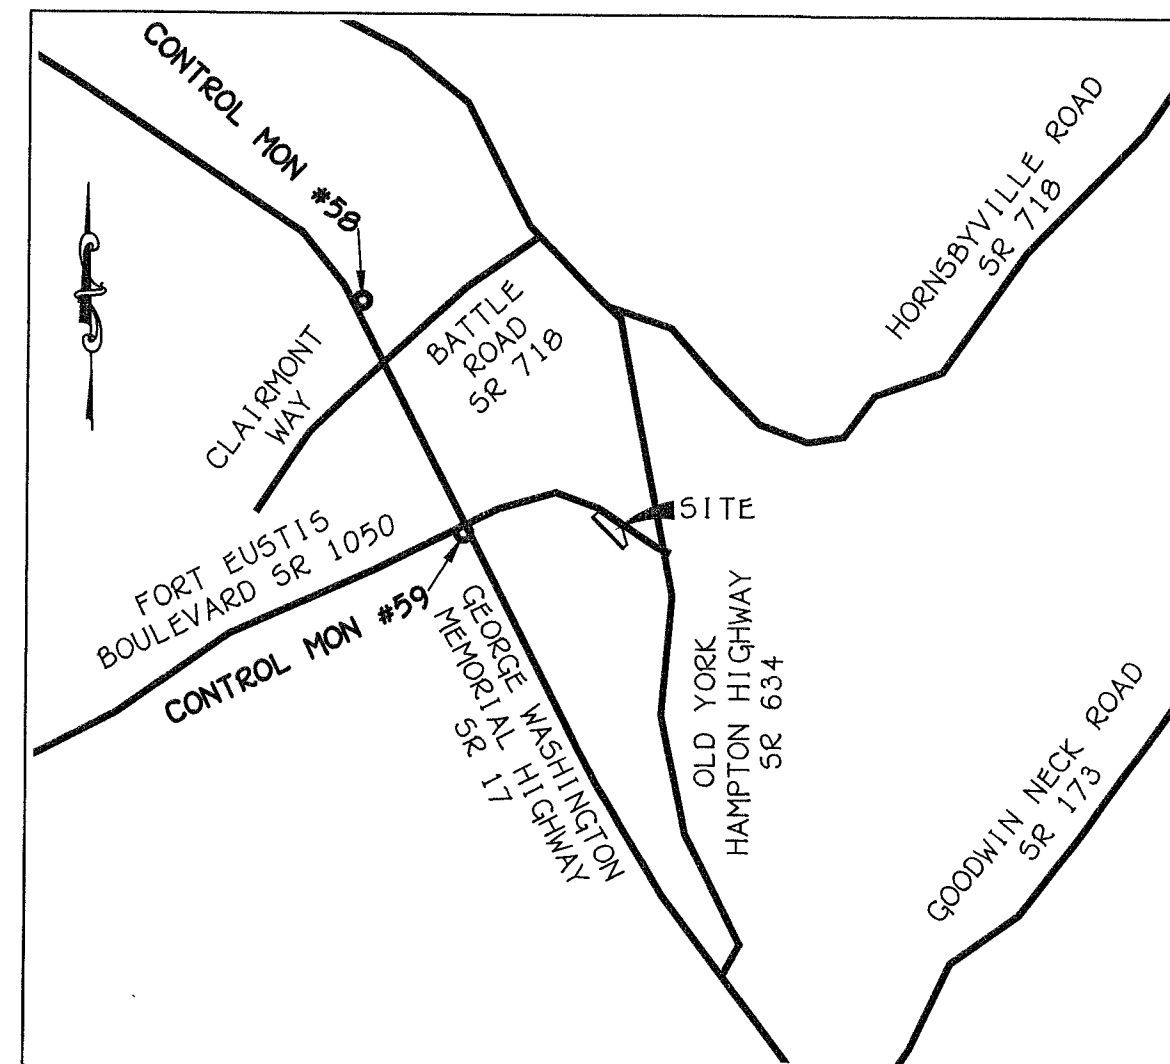 CONTROL MON #58
HORNSBYVILLE ROAD
SR 718
BATTLE
ROAD
SR 718
CLAIRMONT
WAY
SITE
FORT EUSTIS
BOULEVARD SR 1050
CONTROL MON #59
GEORGE WASHINGTON
MEMORIAL HIGHWAY
SR 17
OLD YORK
HAMPTON HIGHWAY
SR 634
GOODWIN NECK ROAD
SR 173